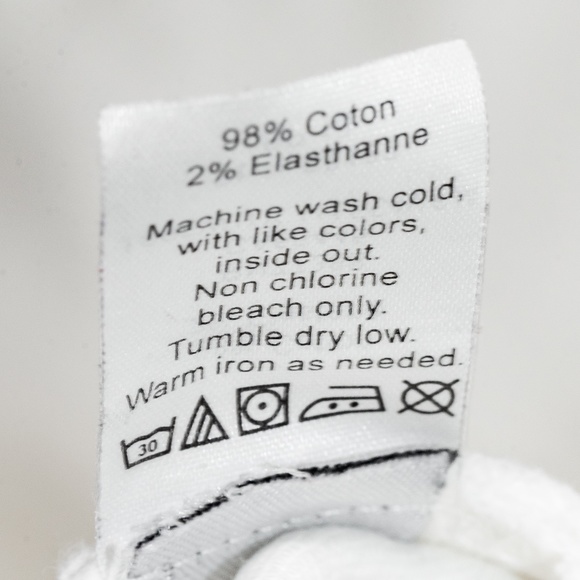 98% Coton
2% Elasthanne
Machine wash cold,
with like colors,
inside out.
Non chlorine
bleach only.
Tumble dry low.
Warm iron as needed.
30